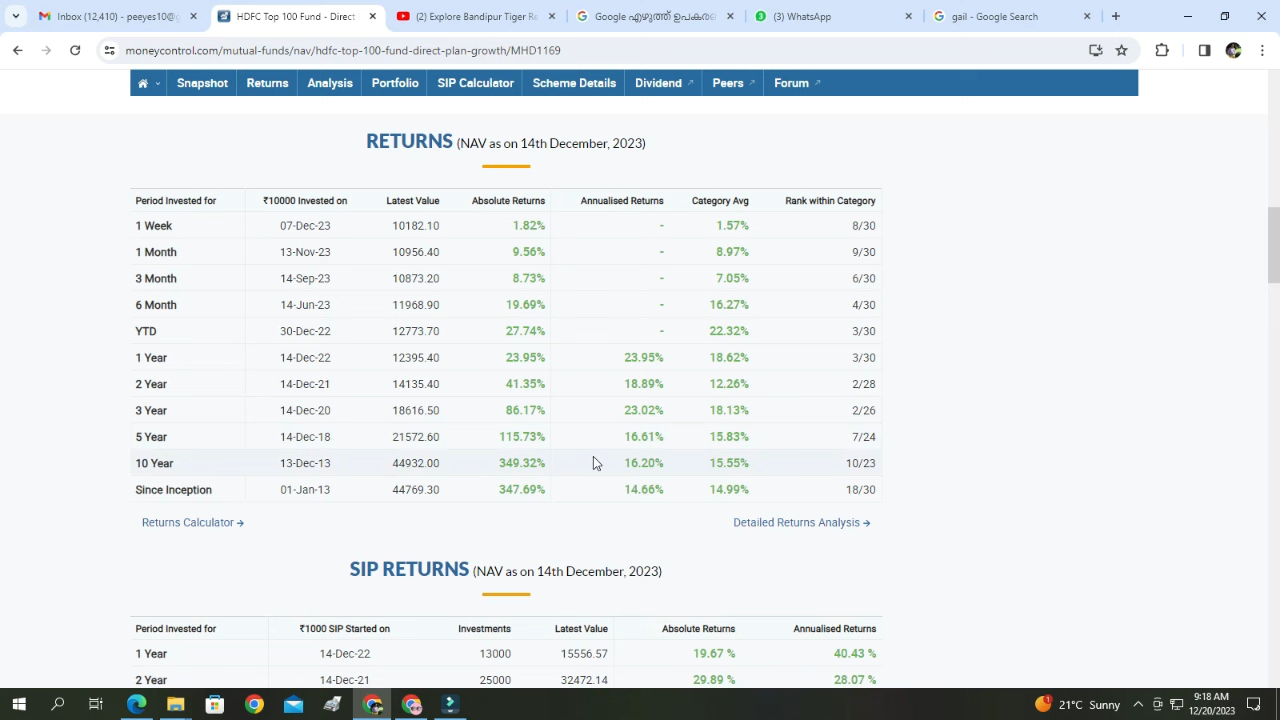 Inbox (12,410) - peeyes10@g
HDFC Top 100 Fund - Direct
(2) Explore Bandipur Tiger Re
Google എഴുത്ത് ഉപകര
(3) WhatsApp
gail - Google Search
moneycontrol.com/mutual-funds/nav/hdfc-top-100-fund-direct-plan-growth/MHD1169
Snapshot Returns Analysis Portfolio SIP Calculator Scheme Details Dividend Peers Forum
RETURNS (NAV as on 14th December, 2023)
Period Invested for ₹10000 Invested on Latest Value Absolute Returns Annualised Returns Category Avg Rank within Category
1 Week 07-Dec-23 10182.10 1.82% - 1.57% 8/30
1 Month 13-Nov-23 10956.40 9.56% - 8.97% 9/30
3 Month 14-Sep-23 10873.20 8.73% - 7.05% 6/30
6 Month 14-Jun-23 11968.90 19.69% - 16.27% 4/30
YTD 30-Dec-22 12773.70 27.74% - 22.32% 3/30
1 Year 14-Dec-22 12395.40 23.95% 23.95% 18.62% 3/30
2 Year 14-Dec-21 14135.40 41.35% 18.89% 12.26% 2/28
3 Year 14-Dec-20 18616.50 86.17% 23.02% 18.13% 2/26
5 Year 14-Dec-18 21572.60 115.73% 16.61% 15.83% 7/24
10 Year 13-Dec-13 44932.00 349.32% 16.20% 15.55% 10/23
Since Inception 01-Jan-13 44769.30 347.69% 14.66% 14.99% 18/30
Returns Calculator → Detailed Returns Analysis →
SIP RETURNS (NAV as on 14th December, 2023)
Period Invested for ₹1000 SIP Started on Investments Latest Value Absolute Returns Annualised Returns
1 Year 14-Dec-22 13000 15556.57 19.67 % 40.43 %
2 Year 14-Dec-21 25000 32472.14 29.89 % 28.07 %
21°C Sunny
9:18 AM
12/20/2023